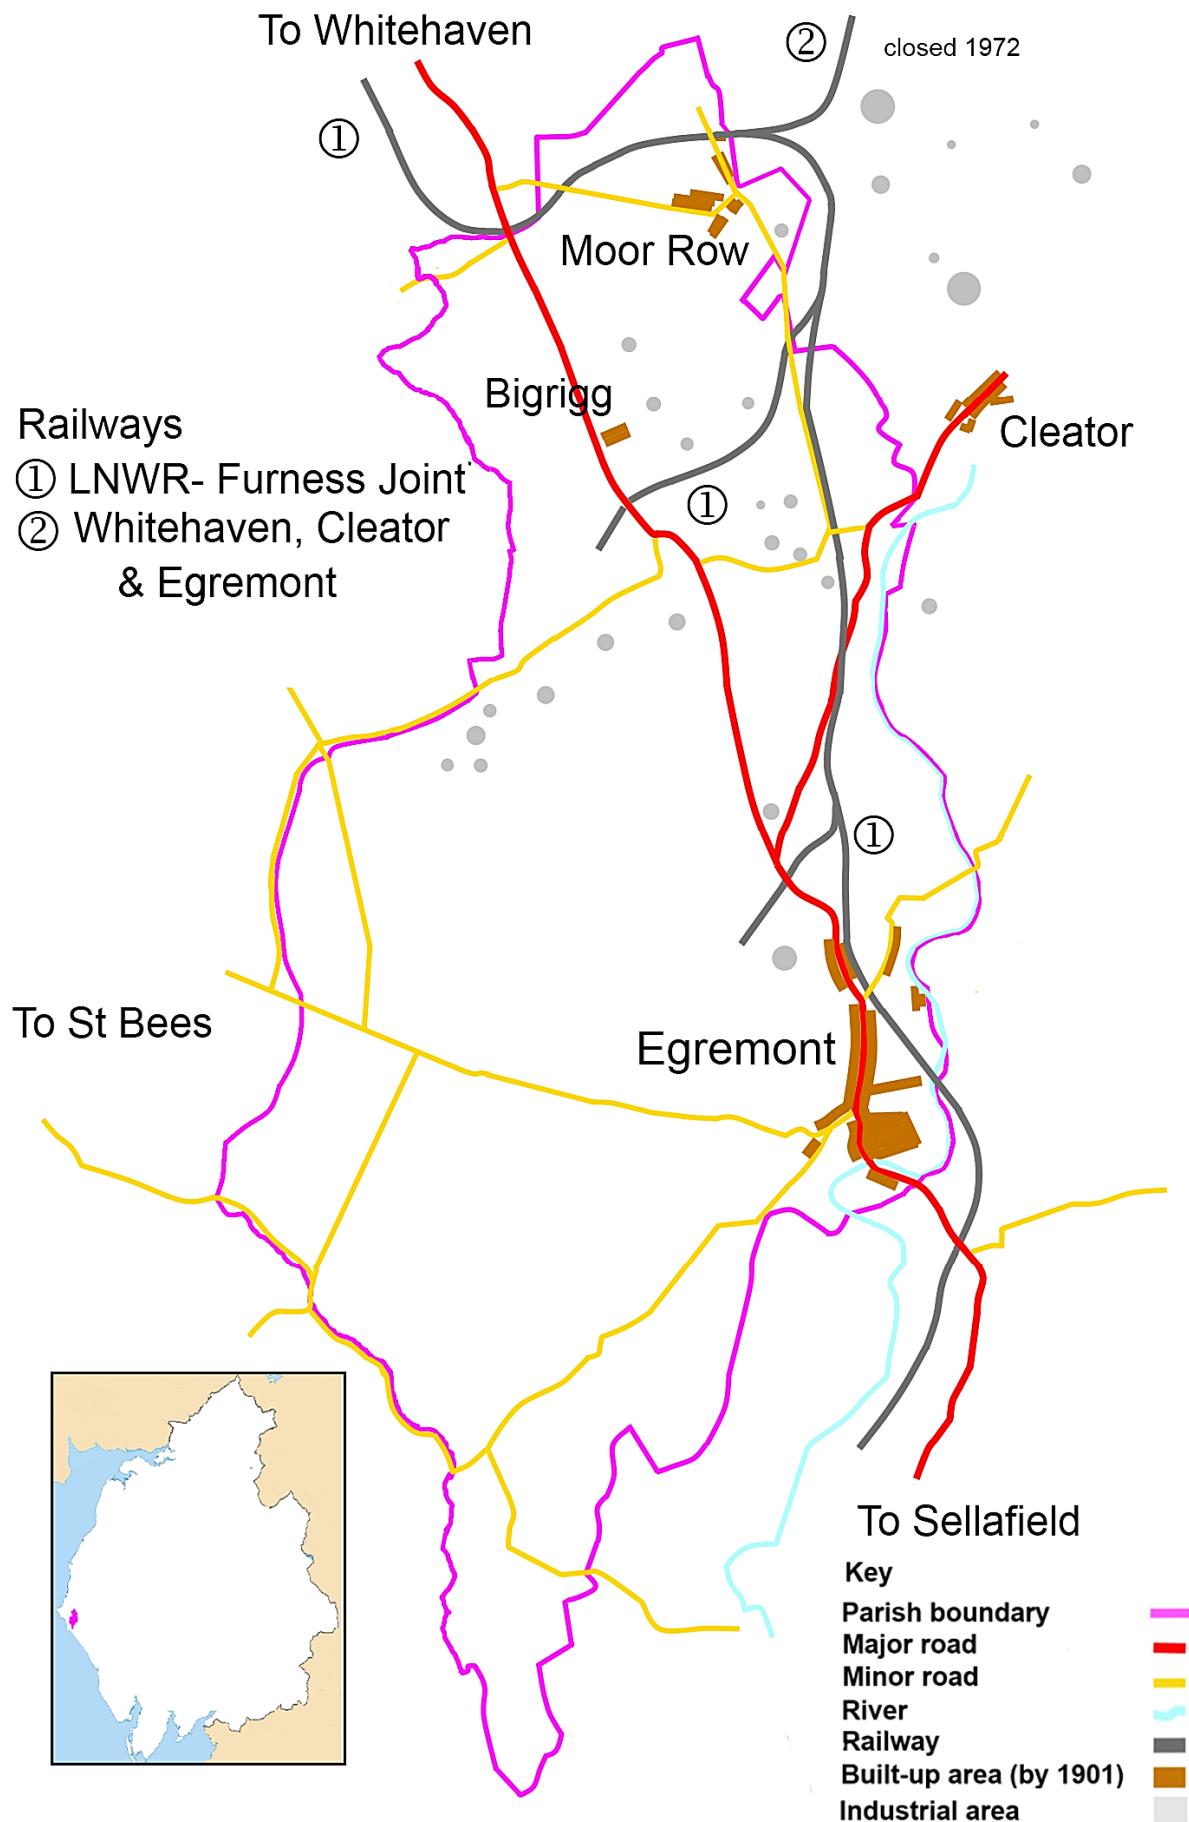 To Whitehaven
②
closed 1972
①
Moor Row
Bigrigg
Cleator
Railways
① LNWR- Furness Joint
② Whitehaven, Cleator
& Egremont
①
①
To St Bees
Egremont
To Sellafield
Key
Parish boundary
Major road
Minor road
River
Railway
Built-up area (by 1901)
Industrial area